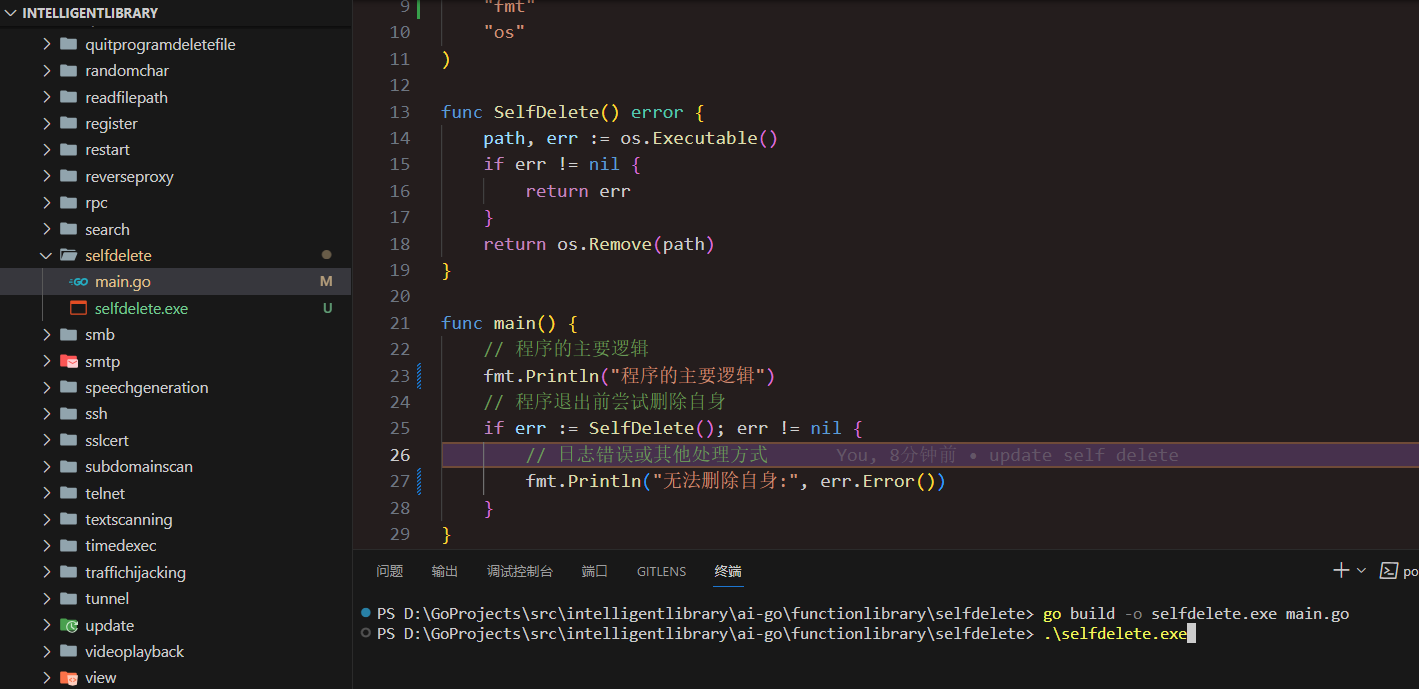 INTELLIGENTLIBRARY
quitprogramdeletefile
randomchar
readfilepath
register
restart
reverseproxy
rpc
search
selfdelete
GO main.go M
selfdelete.exe U
smb
smtp
speechgeneration
ssh
sslcert
subdomainscan
telnet
textscanning
timedexec
traffichijacking
tunnel
update
videoplayback
view
9 "fmt"
10 "os"
11 )
12
13 func SelfDelete() error {
14 path, err := os.Executable()
15 if err != nil {
16 return err
17 }
18 return os.Remove(path)
19 }
20
21 func main() {
22 // 程序的主要逻辑
23 fmt.Println("程序的主要逻辑")
24 // 程序退出前尝试删除自身
25 if err := SelfDelete(); err != nil {
26 // 日志错误或其他处理方式 You, 8分钟前 • update self delete
27 fmt.Println("无法删除自身:", err.Error())
28 }
29 }
问题 输出 调试控制台 端口 GITLENS 终端 po
PS D:\GoProjects\src\intelligentlibrary\ai-go\functionlibrary\selfdelete> go build -o selfdelete.exe main.go
PS D:\GoProjects\src\intelligentlibrary\ai-go\functionlibrary\selfdelete> .\selfdelete.exe